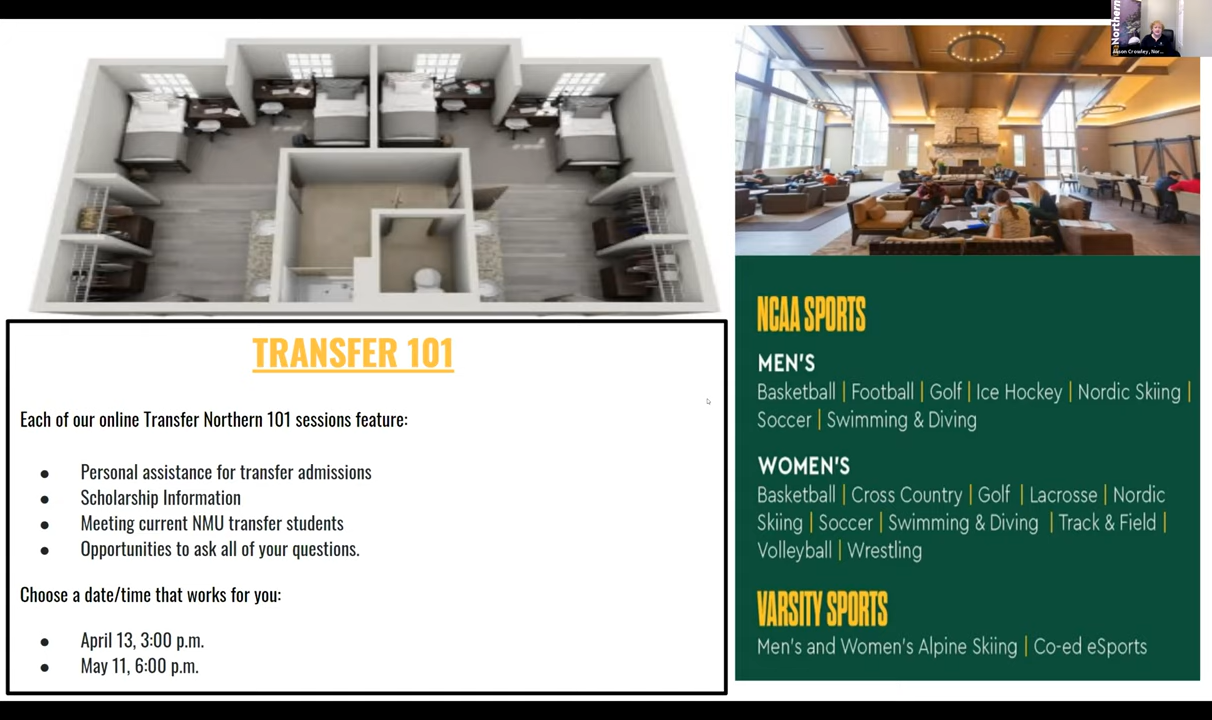 TRANSFER 101
Each of our online Transfer Northern 101 sessions feature:
● Personal assistance for transfer admissions
● Scholarship Information
● Meeting current NMU transfer students
● Opportunities to ask all of your questions.
Choose a date/time that works for you:
● April 13, 3:00 p.m.
● May 11, 6:00 p.m.
Northern
Alison Crowley, Nor...
NCAA SPORTS
MEN'S
Basketball | Football | Golf | Ice Hockey | Nordic Skiing |
Soccer | Swimming & Diving
WOMEN'S
Basketball | Cross Country | Golf | Lacrosse | Nordic
Skiing | Soccer | Swimming & Diving | Track & Field |
Volleyball | Wrestling
VARSITY SPORTS
Men's and Women's Alpine Skiing | Co-ed eSports